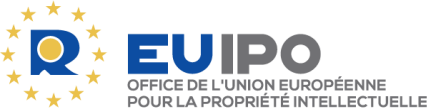 R
EUIPO
OFFICE DE L'UNION EUROPÉENNE
POUR LA PROPRIÉTÉ INTELLECTUELLE